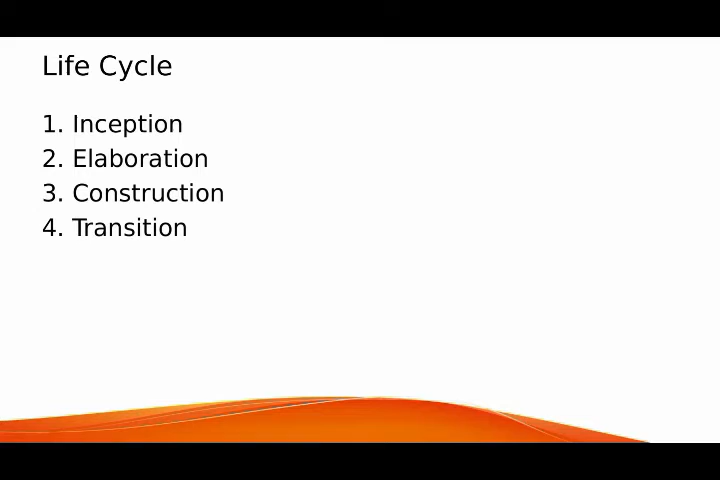 Life Cycle
1. Inception
2. Elaboration
3. Construction
4. Transition